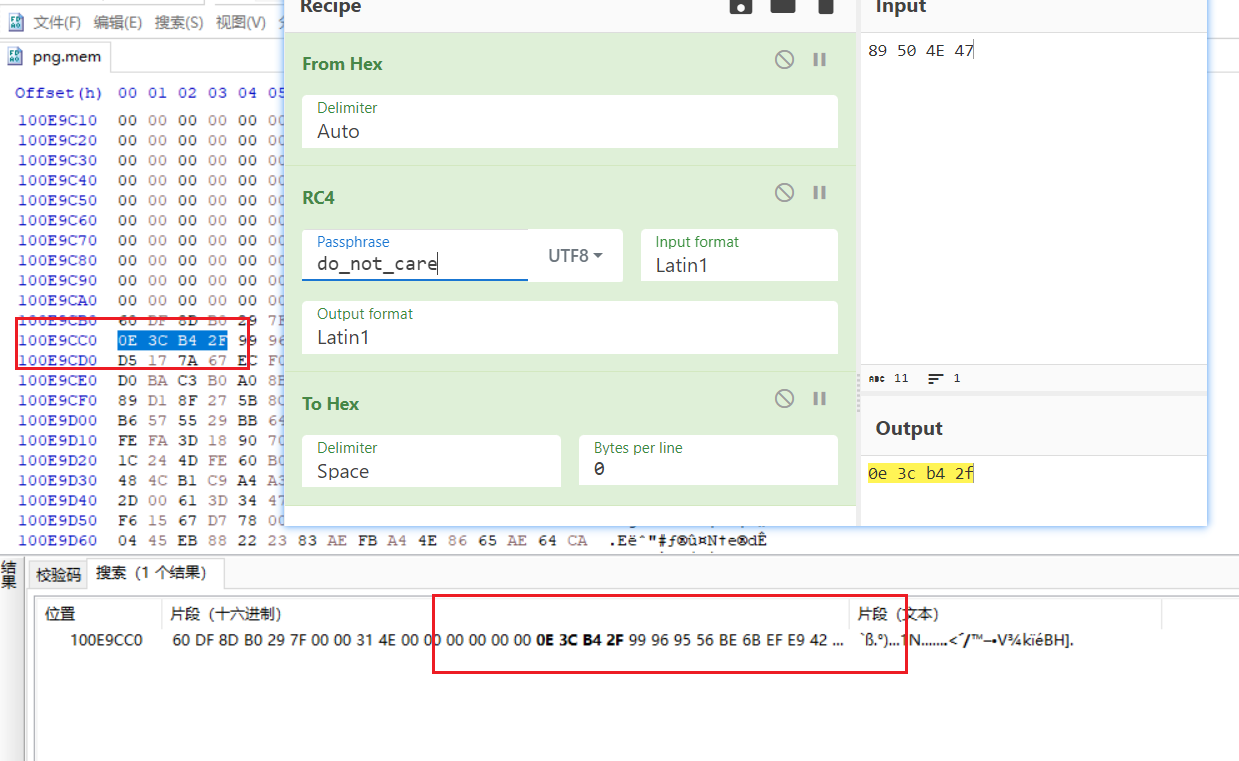 文件(F) 编辑(E) 搜索(S) 视图(V)
png.mem
Offset(h) 00 01 02 03 04 05
100E9C10 00 00 00 00 00 00
100E9C20 00 00 00 00 00 00
100E9C30 00 00 00 00 00 00
100E9C40 00 00 00 00 00 00
100E9C50 00 00 00 00 00 00
100E9C60 00 00 00 00 00 00
100E9C70 00 00 00 00 00 00
100E9C80 00 00 00 00 00 00
100E9C90 00 00 00 00 00 00
100E9CA0 00 00 00 00 00 00
100E9CB0 60 DF 8D B0 29 7F
100E9CC0 0E 3C B4 2F 99 96
100E9CD0 D5 17 7A 67 EC F0
100E9CE0 D0 BA C3 B0 A0 8E
100E9CF0 89 D1 8F 27 5B 80
100E9D00 B6 57 55 29 BB 64
100E9D10 FE FA 3D 18 90 70
100E9D20 1C 24 4D FE 60 B0
100E9D30 48 4C B1 C9 A4 A3
100E9D40 2D 00 61 3D 34 47
100E9D50 F6 15 67 D7 78 00
100E9D60 04 45 EB 88 22 23 83 AE FB A4 4E 86 65 AE 64 CA .Eëˆ"#ƒ®û¤N†e®dÊ
Recipe
From Hex
Delimiter
Auto
RC4
Passphrase
do_not_care
UTF8
Input format
Latin1
Output format
Latin1
To Hex
Delimiter
Space
Bytes per line
0
Input
89 50 4E 47
ABC 11 1
Output
0e 3c b4 2f
结果
校验码 搜索（1 个结果）
位置 片段（十六进制） 片段（文本）
100E9CC0 60 DF 8D B0 29 7F 00 00 31 4E 00 00 00 00 00 00 0E 3C B4 2F 99 96 95 56 BE 6B EF E9 42 ... `ß.°)...1N.......<´/™–•V¾kïéBH].